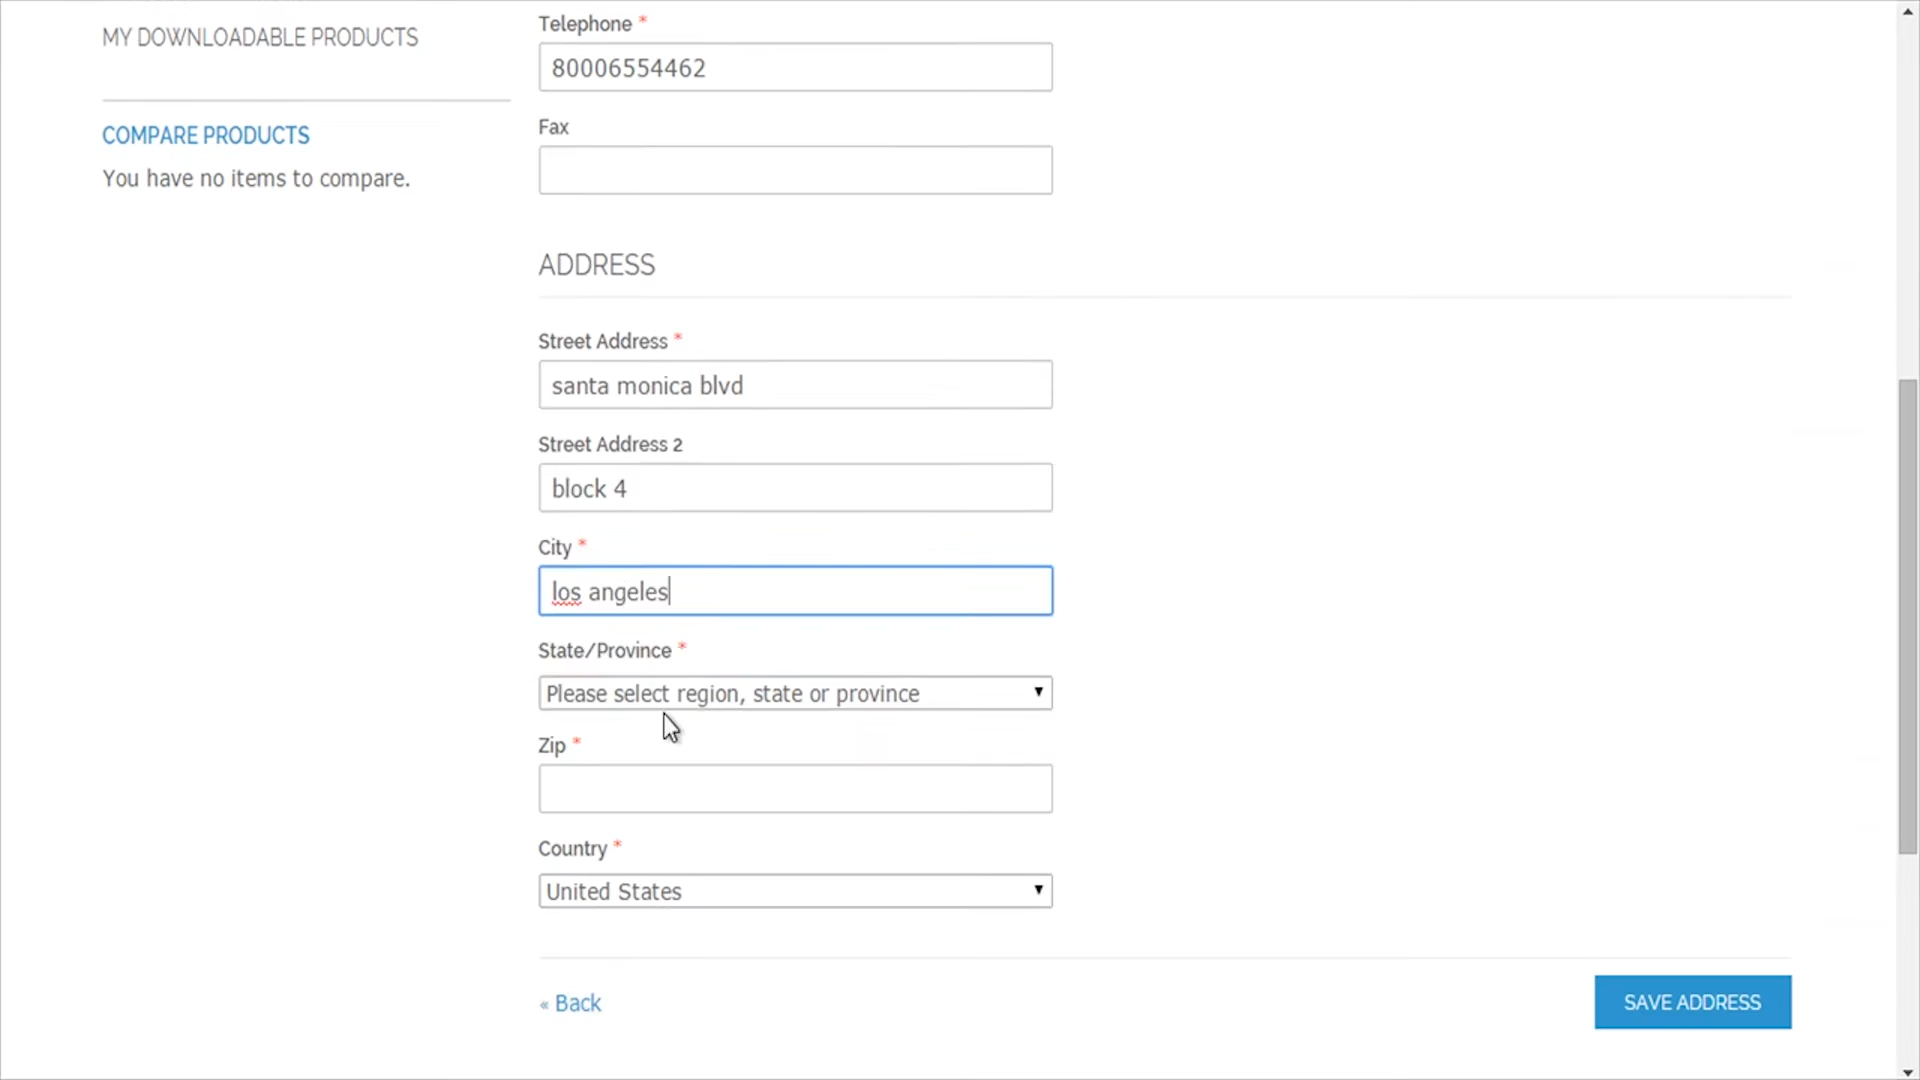 MY DOWNLOADABLE PRODUCTS
COMPARE PRODUCTS
You have no items to compare.
Telephone *
80006554462
Fax
ADDRESS
Street Address *
santa monica blvd
Street Address 2
block 4
City *
los angeles
State/Province *
Please select region, state or province
Zip *
Country *
United States
« Back
SAVE ADDRESS